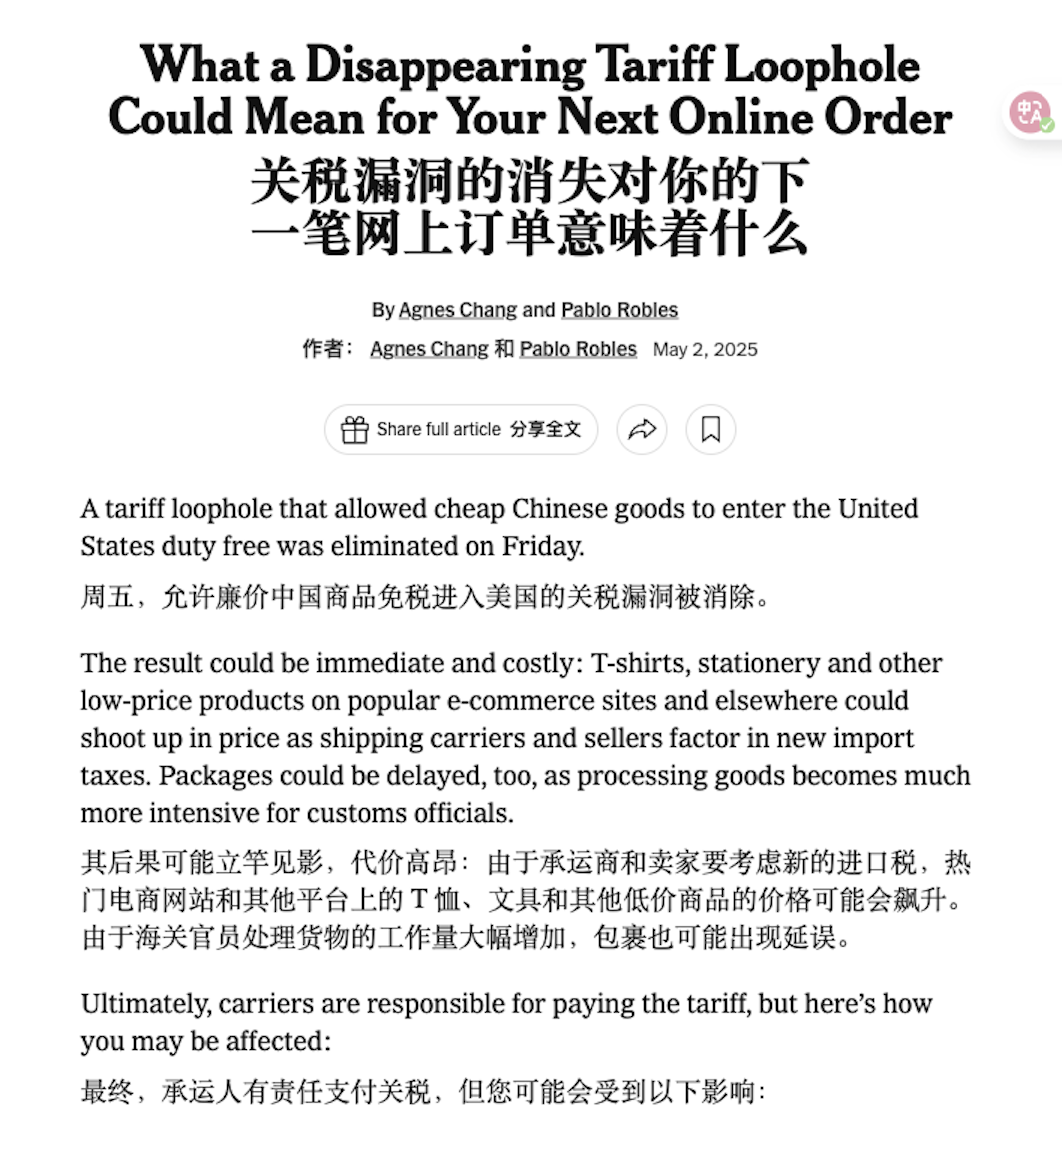 What a Disappearing Tariff Loophole
Could Mean for Your Next Online Order
关税漏洞的消失对你的下
一笔网上订单意味着什么
By Agnes Chang and Pablo Robles
作者： Agnes Chang 和 Pablo Robles May 2, 2025
Share full article 分享全文
A tariff loophole that allowed cheap Chinese goods to enter the United
States duty free was eliminated on Friday.
周五，允许廉价中国商品免税进入美国的关税漏洞被消除。
The result could be immediate and costly: T-shirts, stationery and other
low-price products on popular e-commerce sites and elsewhere could
shoot up in price as shipping carriers and sellers factor in new import
taxes. Packages could be delayed, too, as processing goods becomes much
more intensive for customs officials.
其后果可能立竿见影，代价高昂：由于承运商和卖家要考虑新的进口税，热
门电商网站和其他平台上的 T 恤、文具和其他低价商品的价格可能会飙升。
由于海关官员处理货物的工作量大幅增加，包裹也可能出现延误。
Ultimately, carriers are responsible for paying the tariff, but here’s how
you may be affected:
最终，承运人有责任支付关税，但您可能会受到以下影响：